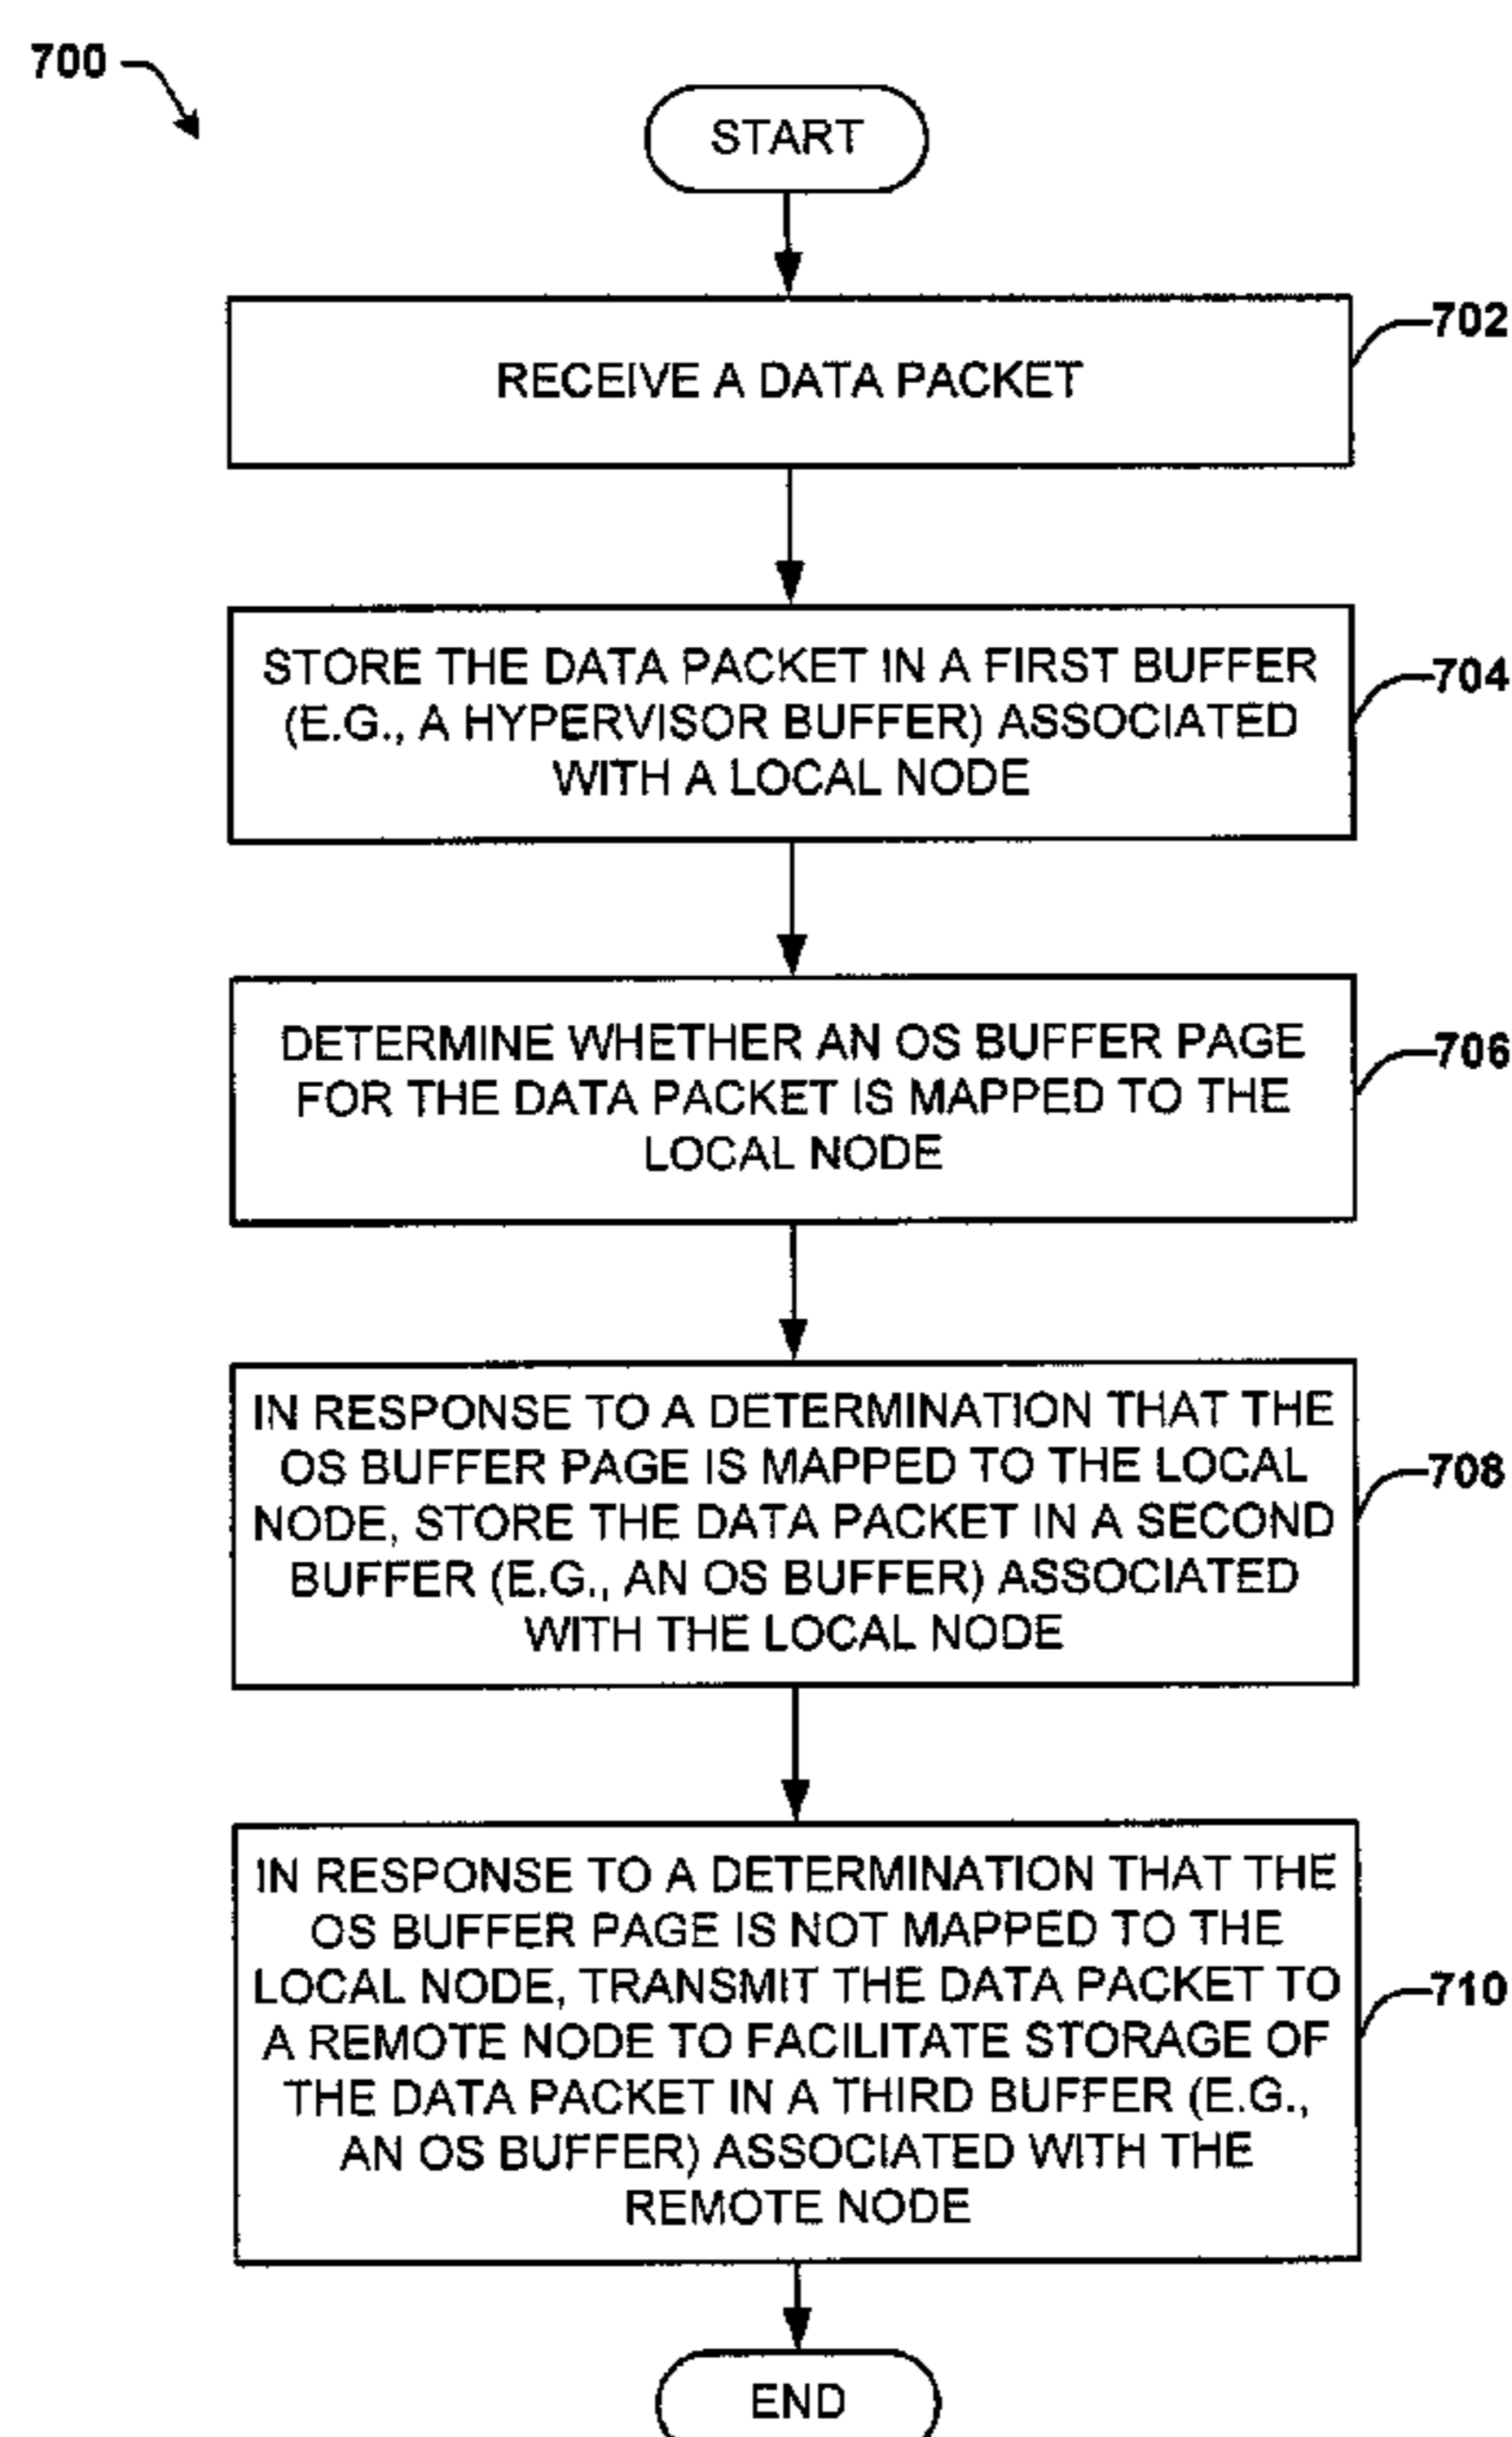 700
START
RECEIVE A DATA PACKET
702
STORE THE DATA PACKET IN A FIRST BUFFER
(E.G., A HYPERVISOR BUFFER) ASSOCIATED
WITH A LOCAL NODE
704
DETERMINE WHETHER AN OS BUFFER PAGE
FOR THE DATA PACKET IS MAPPED TO THE
LOCAL NODE
706
IN RESPONSE TO A DETERMINATION THAT THE
OS BUFFER PAGE IS MAPPED TO THE LOCAL
NODE, STORE THE DATA PACKET IN A SECOND
BUFFER (E.G., AN OS BUFFER) ASSOCIATED
WITH THE LOCAL NODE
708
IN RESPONSE TO A DETERMINATION THAT THE
OS BUFFER PAGE IS NOT MAPPED TO THE
LOCAL NODE, TRANSMIT THE DATA PACKET TO
A REMOTE NODE TO FACILITATE STORAGE OF
THE DATA PACKET IN A THIRD BUFFER (E.G.,
AN OS BUFFER) ASSOCIATED WITH THE
REMOTE NODE
710
END